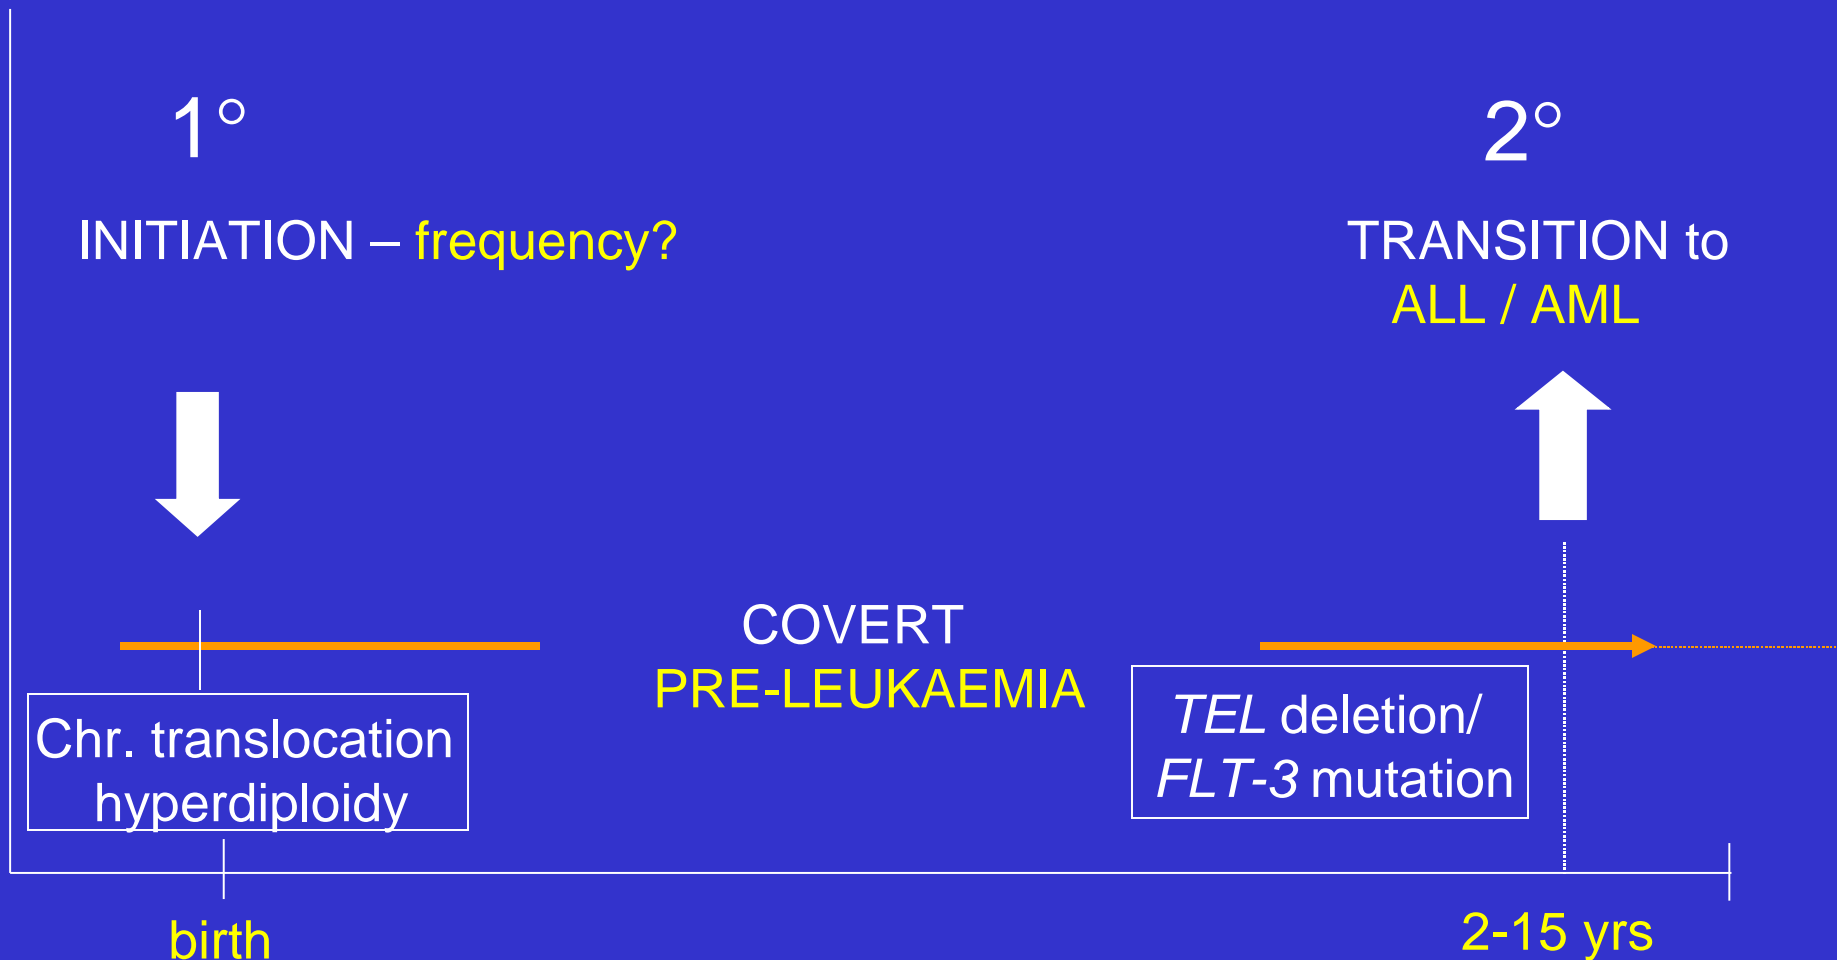 1°
INITIATION – frequency?
2°
TRANSITION to
ALL / AML
COVERT
PRE-LEUKAEMIA
Chr. translocation
hyperdiploidy
TEL deletion/
FLT-3 mutation
birth
2-15 yrs